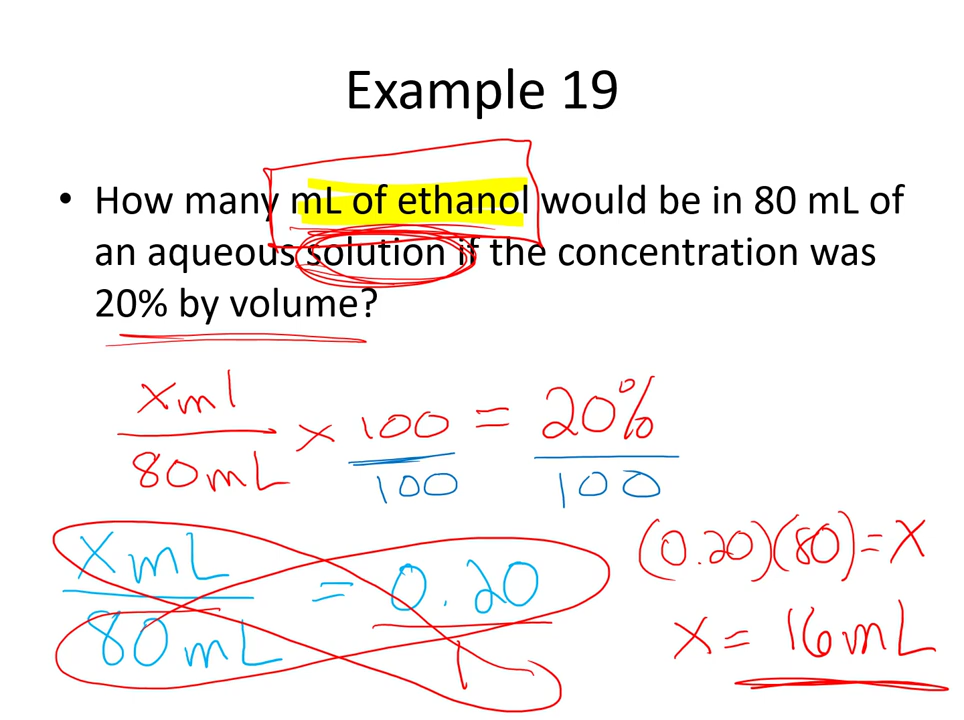 Example 19
• How many mL of ethanol would be in 80 mL of
an aqueous solution if the concentration was
20% by volume?
x ml / 80 mL × 100 / 100 = 20% / 100
x mL / 80 mL = 0.20 / 1
(0.20)(80) = x
x = 16 mL